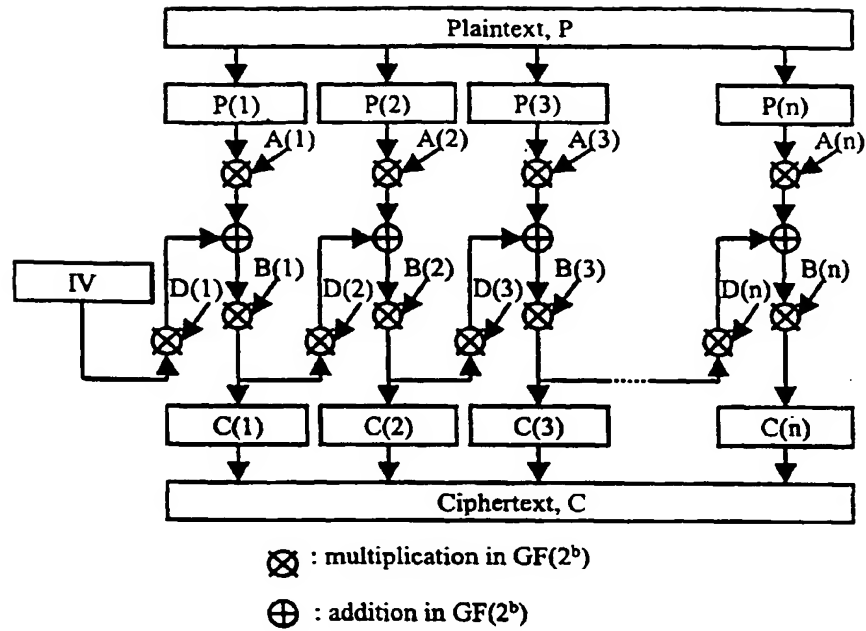 Plaintext, P
P(1) P(2) P(3) P(n)
A(1) A(2) A(3) A(n)
IV D(1) B(1) D(2) B(2) D(3) B(3) D(n) B(n)
C(1) C(2) C(3) C(n)
Ciphertext, C
: multiplication in GF(2ᵇ)
: addition in GF(2ᵇ)